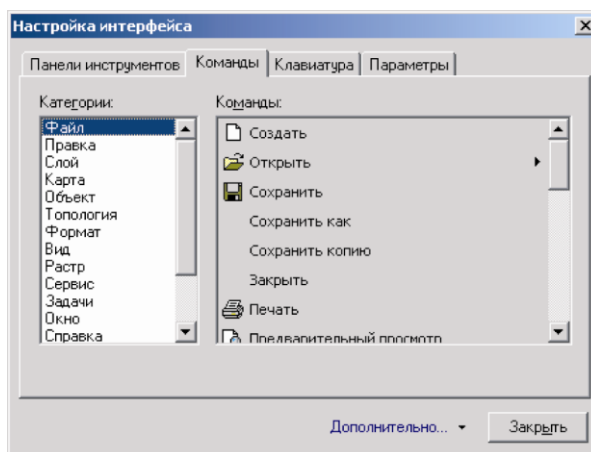 Настройка интерфейса
Панели инструментов Команды Клавиатура Параметры
Категории:
Файл
Правка
Слой
Карта
Объект
Топология
Формат
Вид
Растр
Сервис
Задачи
Окно
Справка
Команды:
Создать
Открыть
Сохранить
Сохранить как
Сохранить копию
Закрыть
Печать
Предварительный просмотр
Дополнительно...
Закрыть